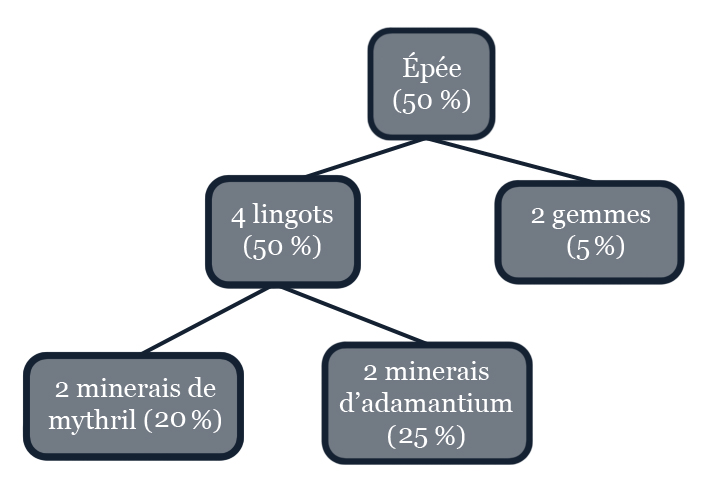 Épée
(50 %)
4 lingots
(50 %)
2 gemmes
(5 %)
2 minerais de
mythril (20 %)
2 minerais
d’adamantium
(25 %)